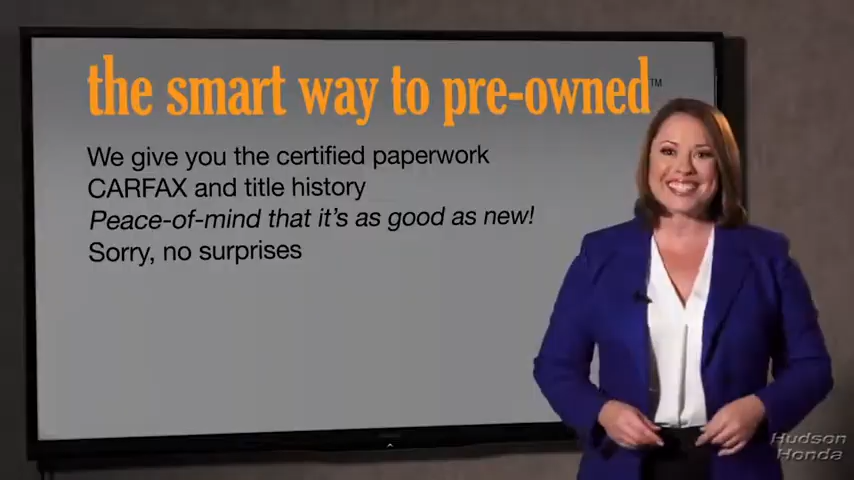 the smart way to pre-owned™
We give you the certified paperwork
CARFAX and title history
Peace-of-mind that it's as good as new!
Sorry, no surprises
Hudson
Honda